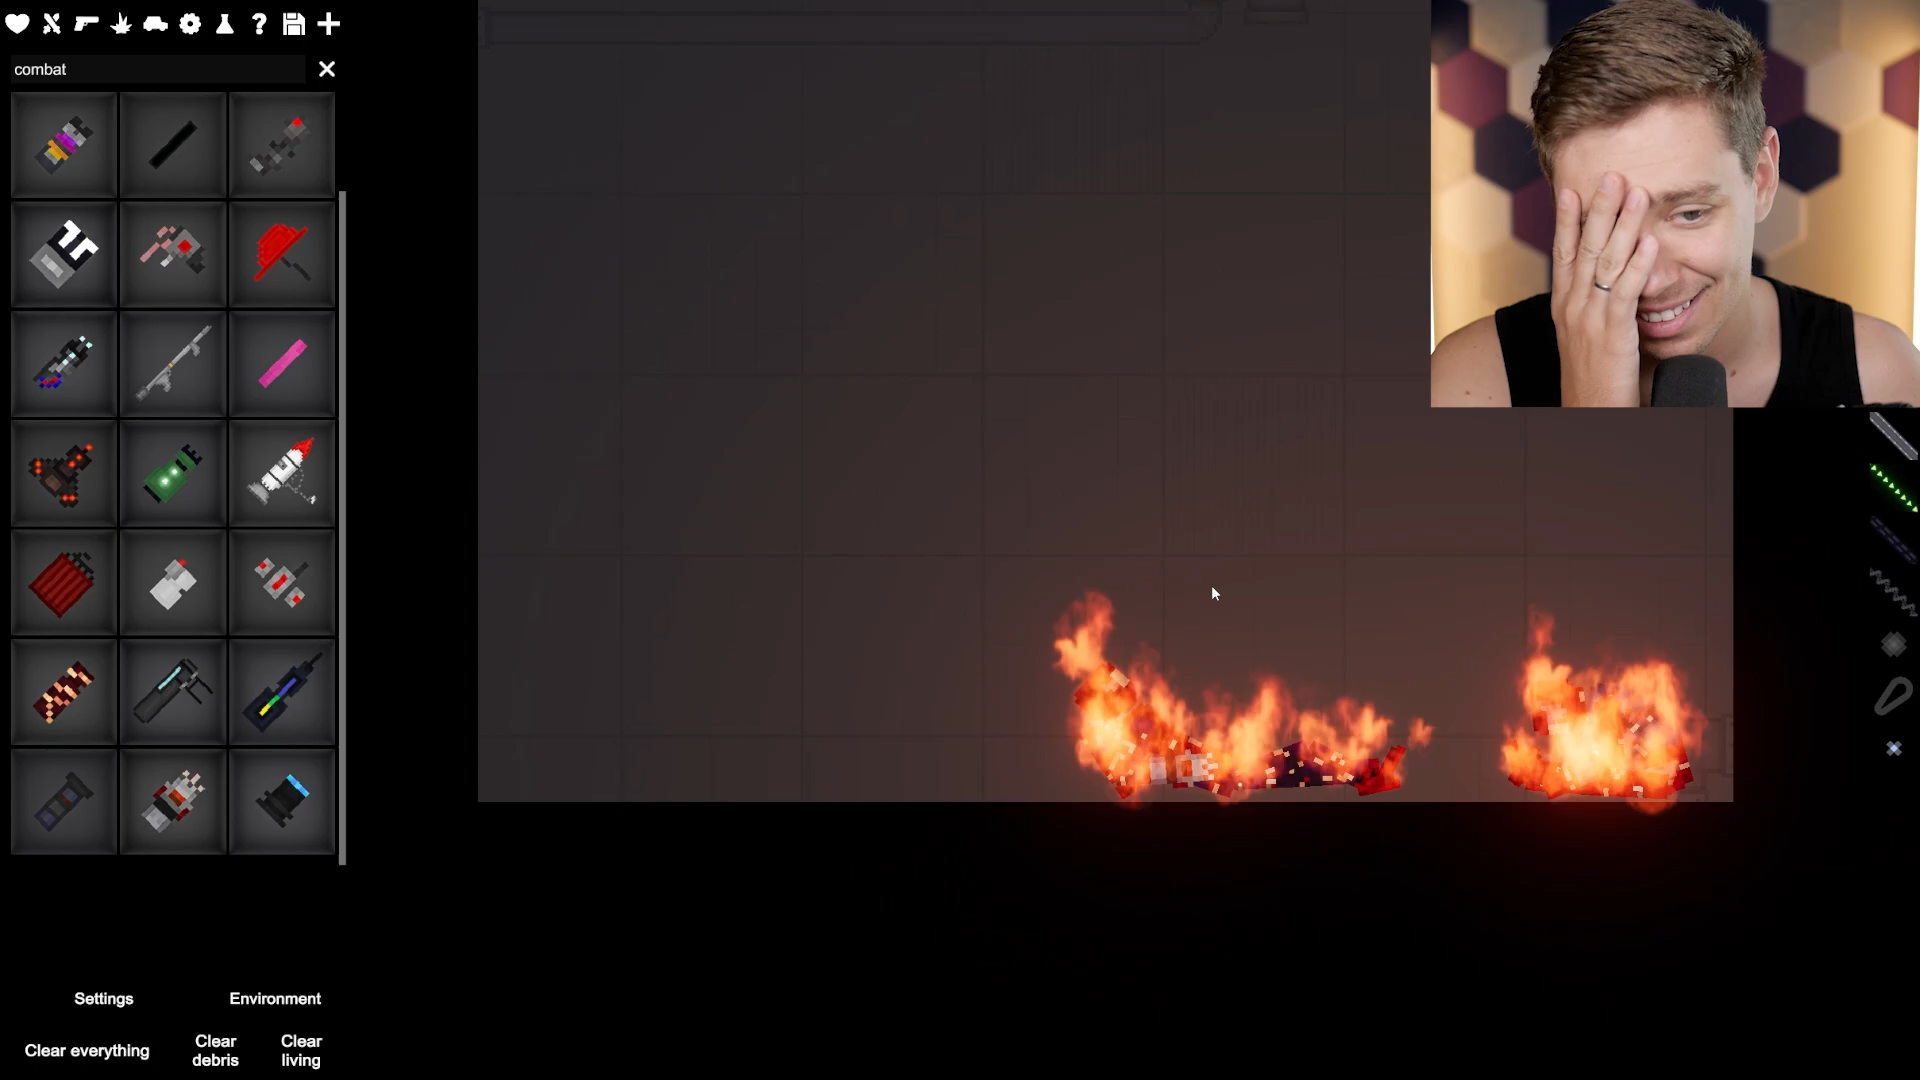 combat
Settings
Environment
Clear everything
Clear
debris
Clear
living